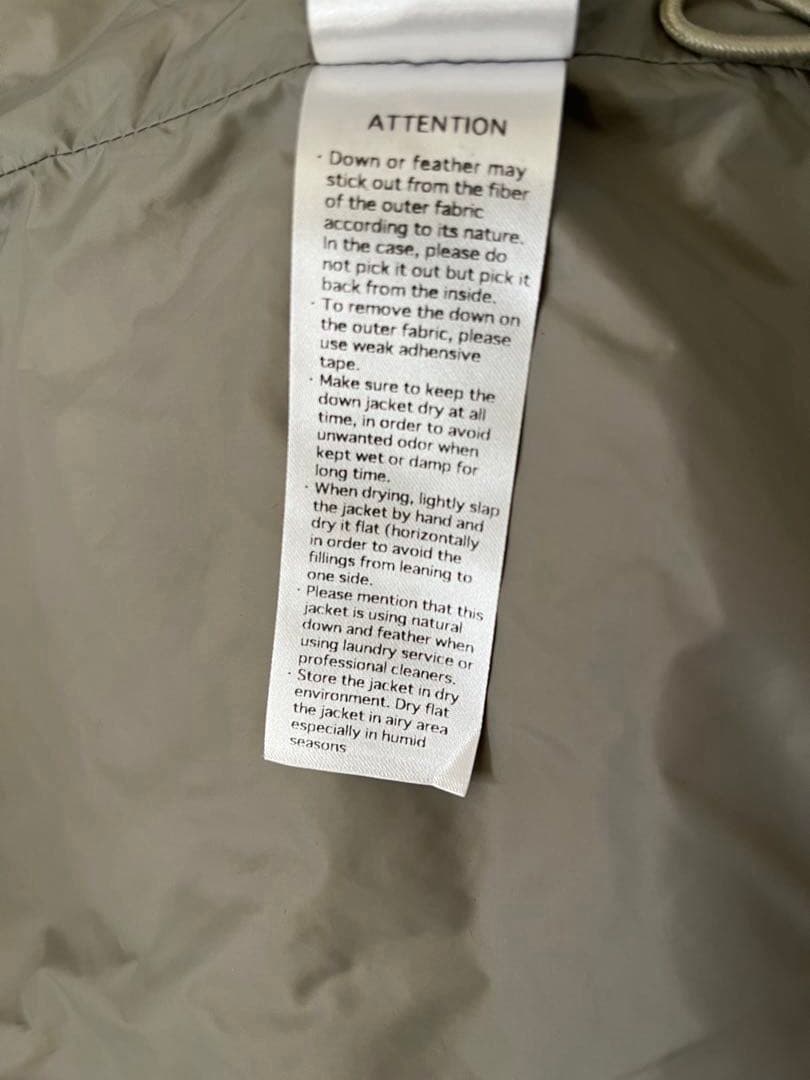 ATTENTION
· Down or feather may
stick out from the fiber
of the outer fabric
according to its nature.
In the case, please do
not pick it out but pick it
back from the inside.
· To remove the down on
the outer fabric, please
use weak adhensive
tape.
· Make sure to keep the
down jacket dry at all
time, in order to avoid
unwanted odor when
kept wet or damp for
long time.
· When drying, lightly slap
the jacket by hand and
dry it flat (horizontally
in order to avoid the
fillings from leaning to
one side.
· Please mention that this
jacket is using natural
down and feather when
using laundry service or
professional cleaners.
· Store the jacket in dry
environment. Dry flat
the jacket in airy area
especially in humid
seasons